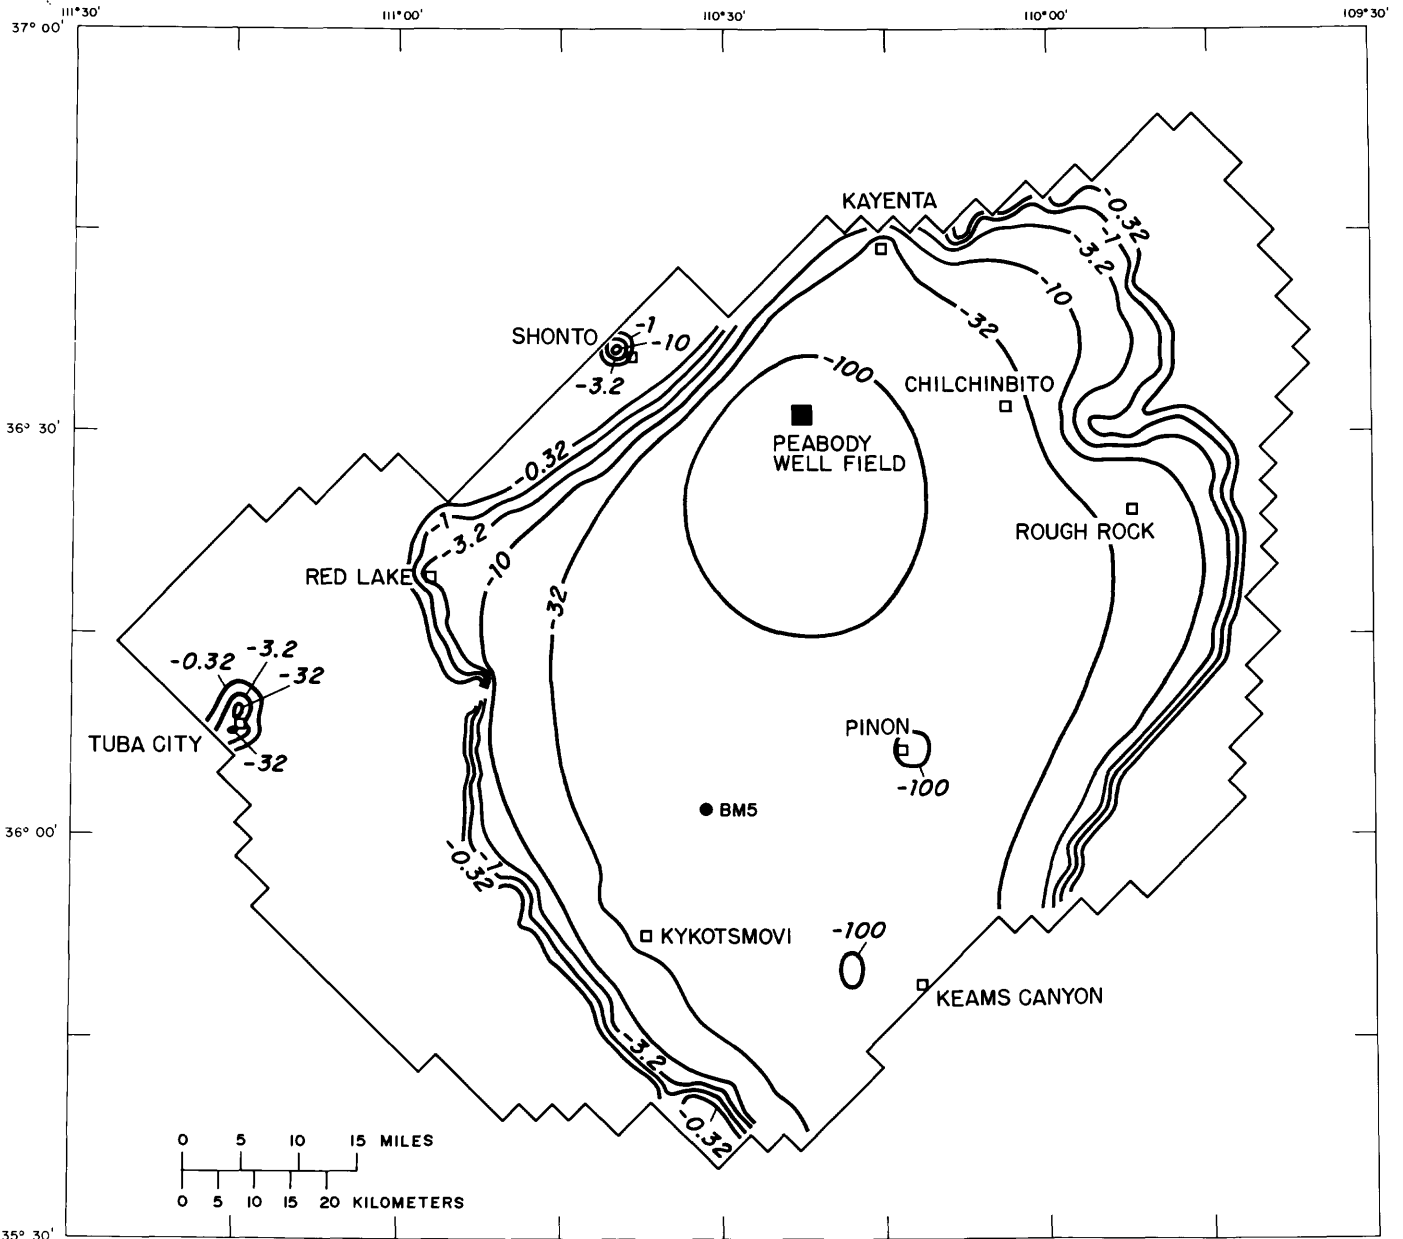 111°30' 111°00' 110°30' 110°00' 109°30'
37° 00'
KAYENTA
-0.32
-1
-3.2
-10
SHONTO
-1
-10
-3.2
-32
-100
CHILCHINBITO
36° 30'
PEABODY
WELL FIELD
-0.32
-1
-3.2
-10
ROUGH ROCK
RED LAKE
-32
-0.32
-3.2
-32
TUBA CITY
-32
PINON
-100
BM5
36° 00'
-1
-0.32
KYKOTSMOVI
-100
KEAMS CANYON
-3.2
-0.32
0 5 10 15 MILES
0 5 10 15 20 KILOMETERS
35° 30'